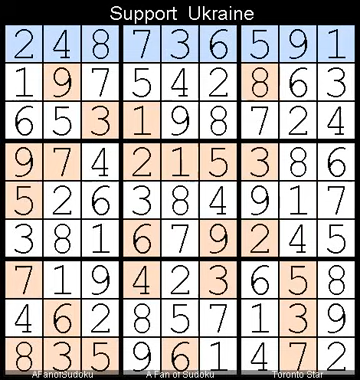 Support Ukraine
2 4 8 7 3 6 5 9 1
1 9 7 5 4 2 8 6 3
6 5 3 1 9 8 7 2 4
9 7 4 2 1 5 3 8 6
5 2 6 3 8 4 9 1 7
3 8 1 6 7 9 2 4 5
7 1 9 4 2 3 6 5 8
4 6 2 8 5 7 1 3 9
8 3 5 9 6 1 4 7 2
AFanofSudoku A Fan of Sudoku Toronto Star